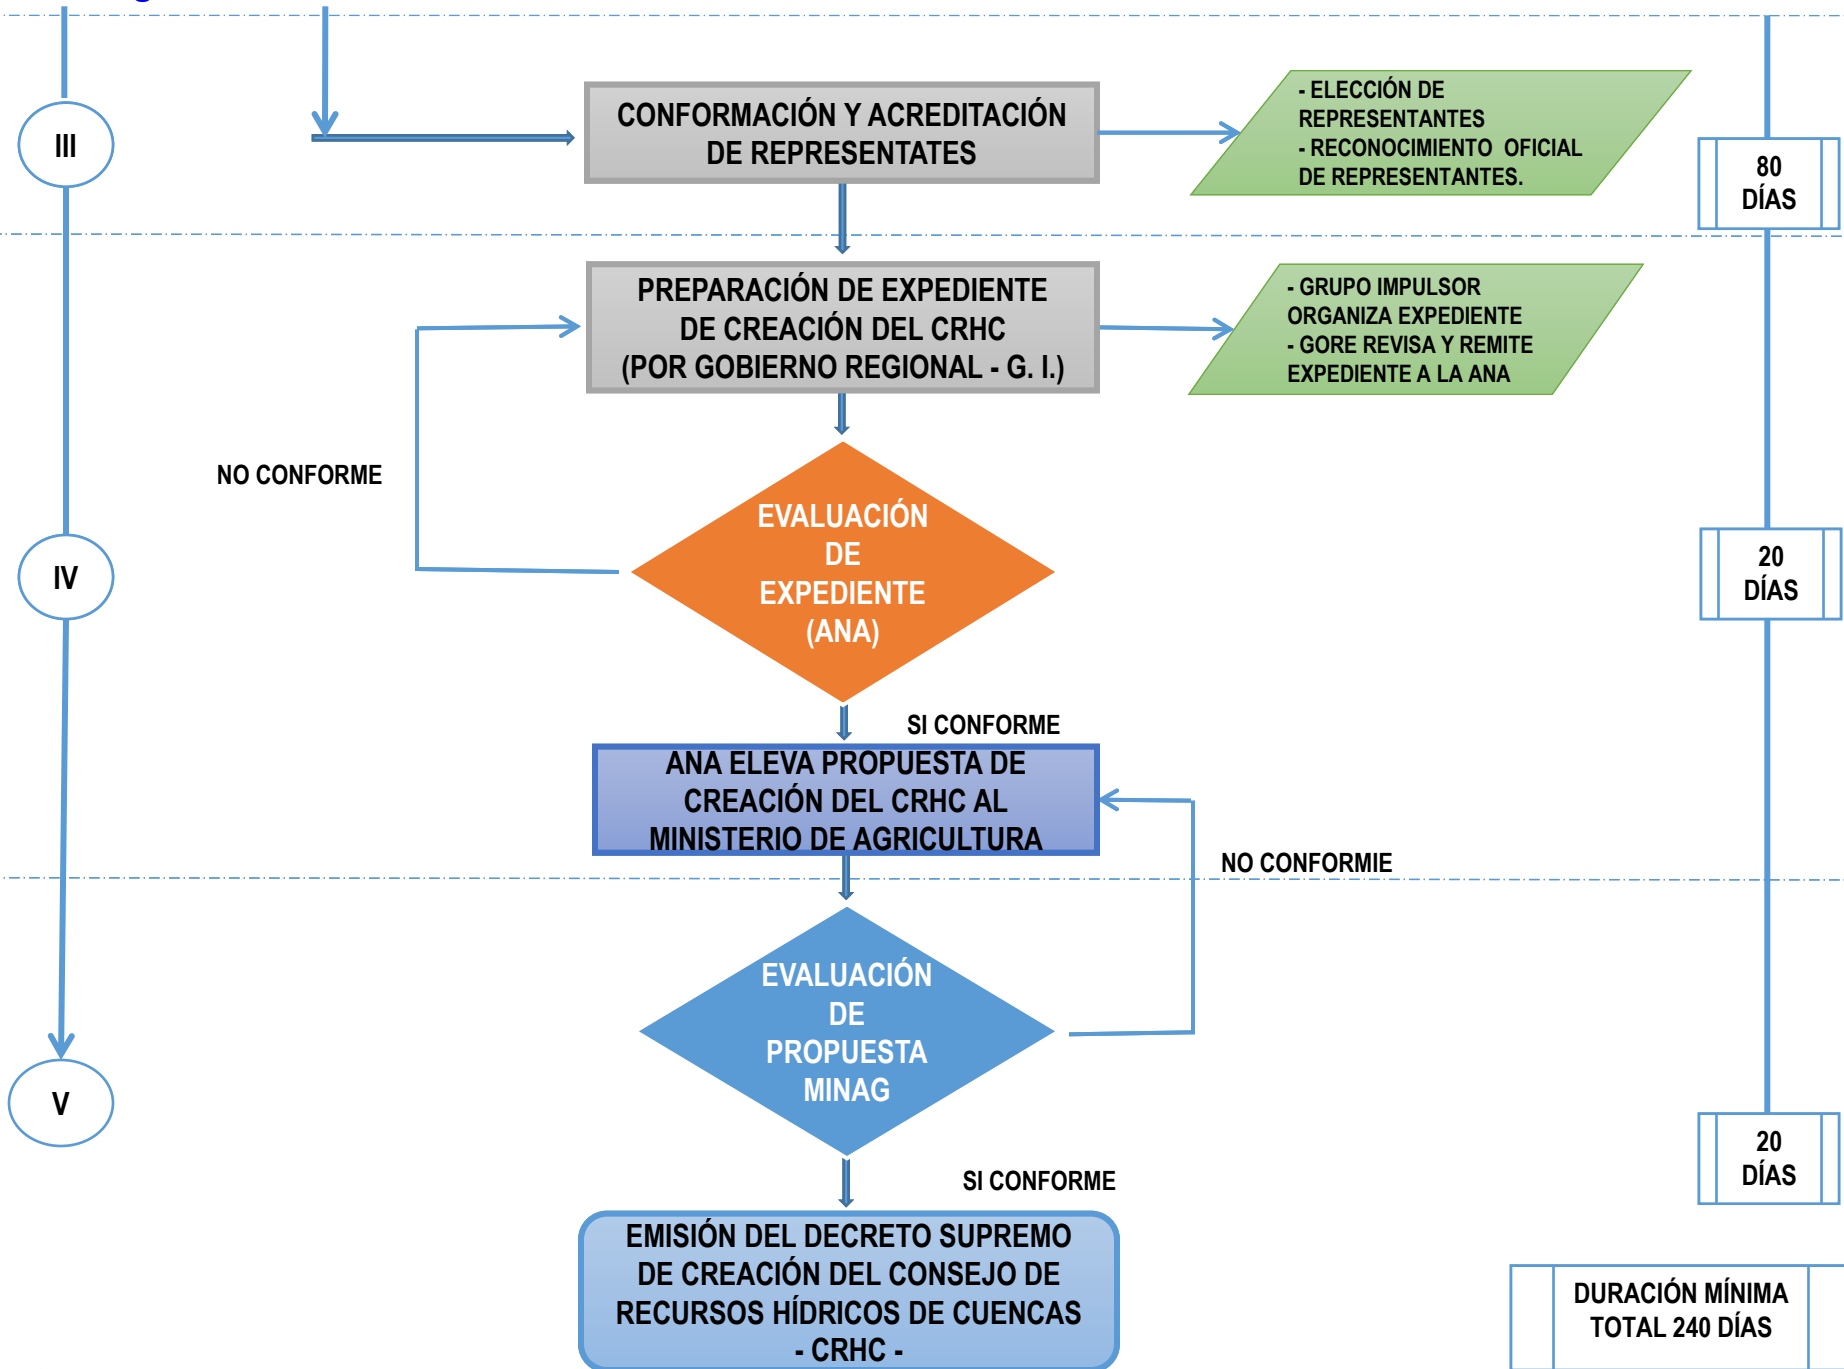 III
CONFORMACIÓN Y ACREDITACIÓN
DE REPRESENTATES
- ELECCIÓN DE
REPRESENTANTES
- RECONOCIMIENTO OFICIAL
DE REPRESENTANTES.
80
DÍAS
PREPARACIÓN DE EXPEDIENTE
DE CREACIÓN DEL CRHC
(POR GOBIERNO REGIONAL - G. I.)
- GRUPO IMPULSOR
ORGANIZA EXPEDIENTE
- GORE REVISA Y REMITE
EXPEDIENTE A LA ANA
NO CONFORME
IV
EVALUACIÓN
DE
EXPEDIENTE
(ANA)
20
DÍAS
SI CONFORME
ANA ELEVA PROPUESTA DE
CREACIÓN DEL CRHC AL
MINISTERIO DE AGRICULTURA
NO CONFORMIE
V
EVALUACIÓN
DE
PROPUESTA
MINAG
20
DÍAS
SI CONFORME
EMISIÓN DEL DECRETO SUPREMO
DE CREACIÓN DEL CONSEJO DE
RECURSOS HÍDRICOS DE CUENCAS
- CRHC -
DURACIÓN MÍNIMA
TOTAL 240 DÍAS